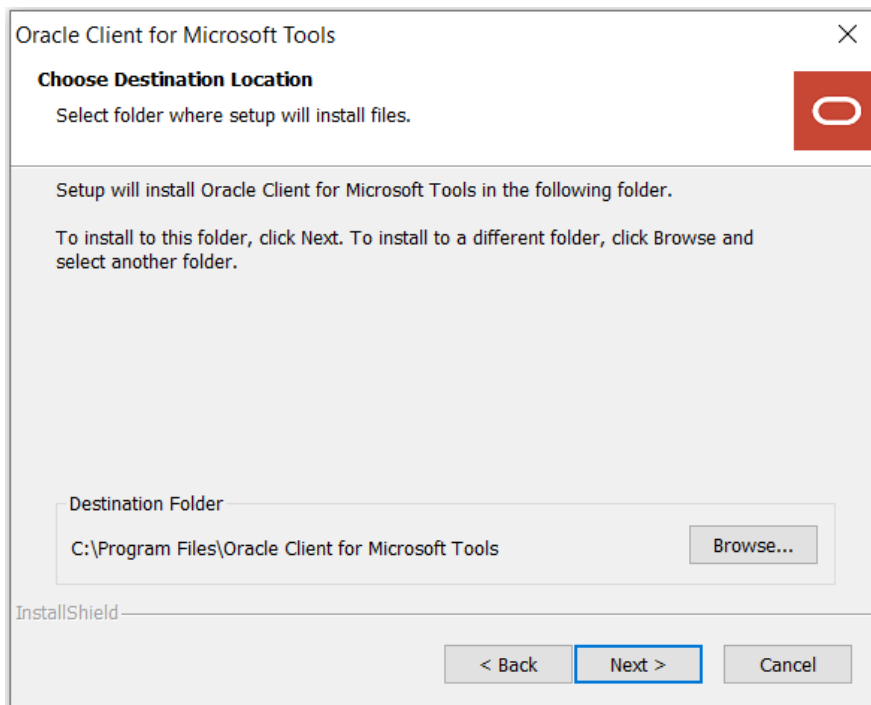 Oracle Client for Microsoft Tools
Choose Destination Location
Select folder where setup will install files.
Setup will install Oracle Client for Microsoft Tools in the following folder.
To install to this folder, click Next. To install to a different folder, click Browse and
select another folder.
Destination Folder
C:\Program Files\Oracle Client for Microsoft Tools
Browse...
InstallShield
< Back
Next >
Cancel